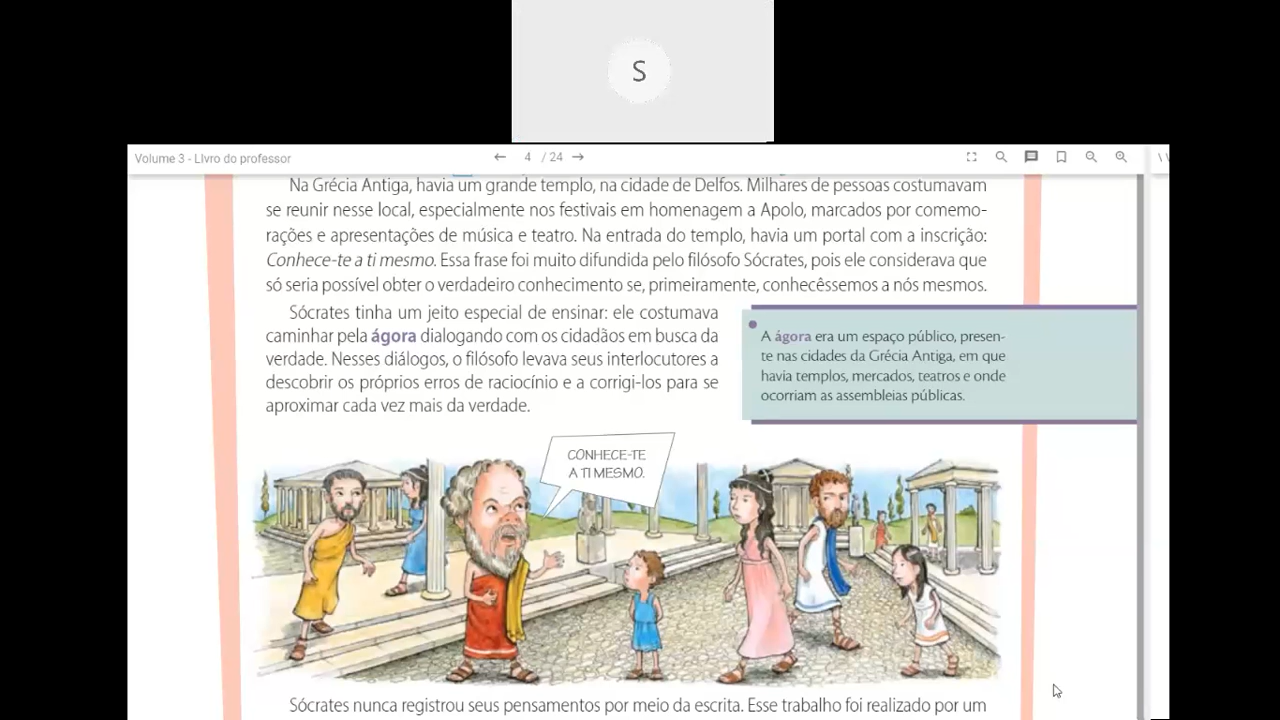 S
Volume 3 - LIvro do professor
4 / 24
Na Grécia Antiga, havia um grande templo, na cidade de Delfos. Milhares de pessoas costumavam
se reunir nesse local, especialmente nos festivais em homenagem a Apolo, marcados por comemo-
rações e apresentações de música e teatro. Na entrada do templo, havia um portal com a inscrição:
Conhece-te a ti mesmo. Essa frase foi muito difundida pelo filósofo Sócrates, pois ele considerava que
só seria possível obter o verdadeiro conhecimento se, primeiramente, conhecêssemos a nós mesmos.
Sócrates tinha um jeito especial de ensinar: ele costumava
caminhar pela ágora dialogando com os cidadãos em busca da
verdade. Nesses diálogos, o filósofo levava seus interlocutores a
descobrir os próprios erros de raciocínio e a corrigi-los para se
aproximar cada vez mais da verdade.
A ágora era um espaço público, presen-
te nas cidades da Grécia Antiga, em que
havia templos, mercados, teatros e onde
ocorriam as assembleias públicas.
CONHECE-TE
A TI MESMO.
Sócrates nunca registrou seus pensamentos por meio da escrita. Esse trabalho foi realizado por um